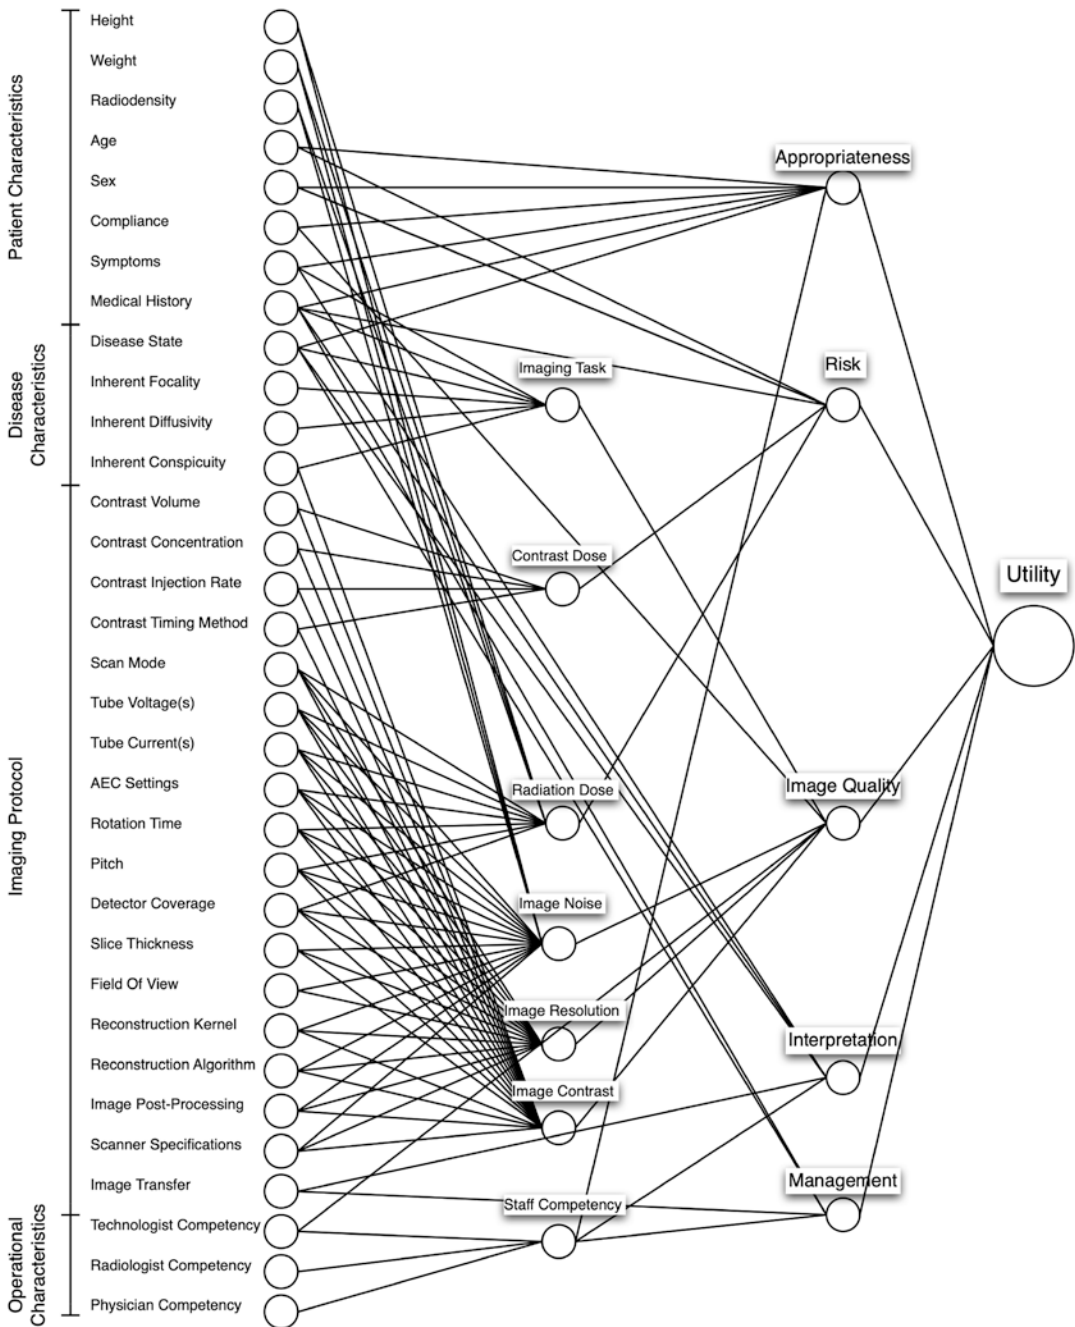 Patient Characteristics
Height
Weight
Radiodensity
Age
Sex
Compliance
Symptoms
Medical History
Disease
Characteristics
Disease State
Inherent Focality
Inherent Diffusivity
Inherent Conspicuity
Imaging Protocol
Contrast Volume
Contrast Concentration
Contrast Injection Rate
Contrast Timing Method
Scan Mode
Tube Voltage(s)
Tube Current(s)
AEC Settings
Rotation Time
Pitch
Detector Coverage
Slice Thickness
Field Of View
Reconstruction Kernel
Reconstruction Algorithm
Image Post-Processing
Scanner Specifications
Image Transfer
Operational
Characteristics
Technologist Competency
Radiologist Competency
Physician Competency
Imaging Task
Contrast Dose
Radiation Dose
Image Noise
Image Resolution
Image Contrast
Staff Competency
Appropriateness
Risk
Image Quality
Interpretation
Management
Utility